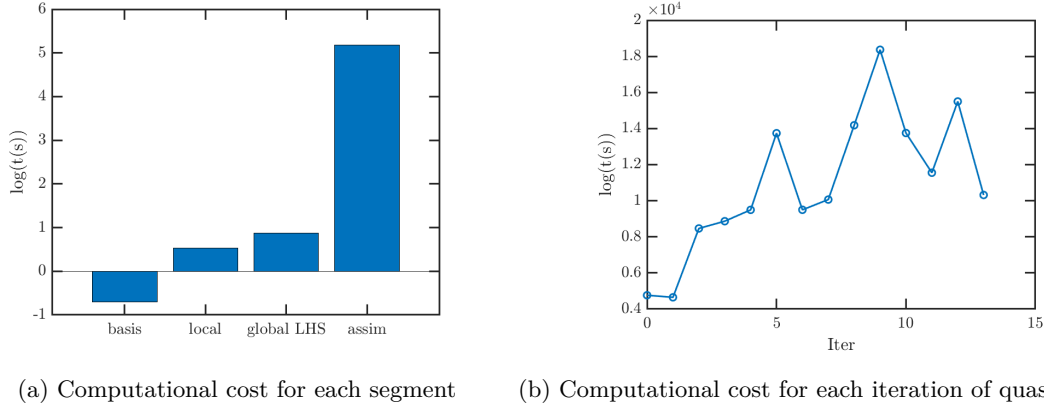 6
5
4
3
2
1
0
-1
log(t(s))
basis local global LHS assim
×10⁴
2
1.8
1.6
1.4
1.2
1
0.8
0.6
0.4
log(t(s))
0 5 10 15
Iter
(a) Computational cost for each segment
(b) Computational cost for each iteration of quas